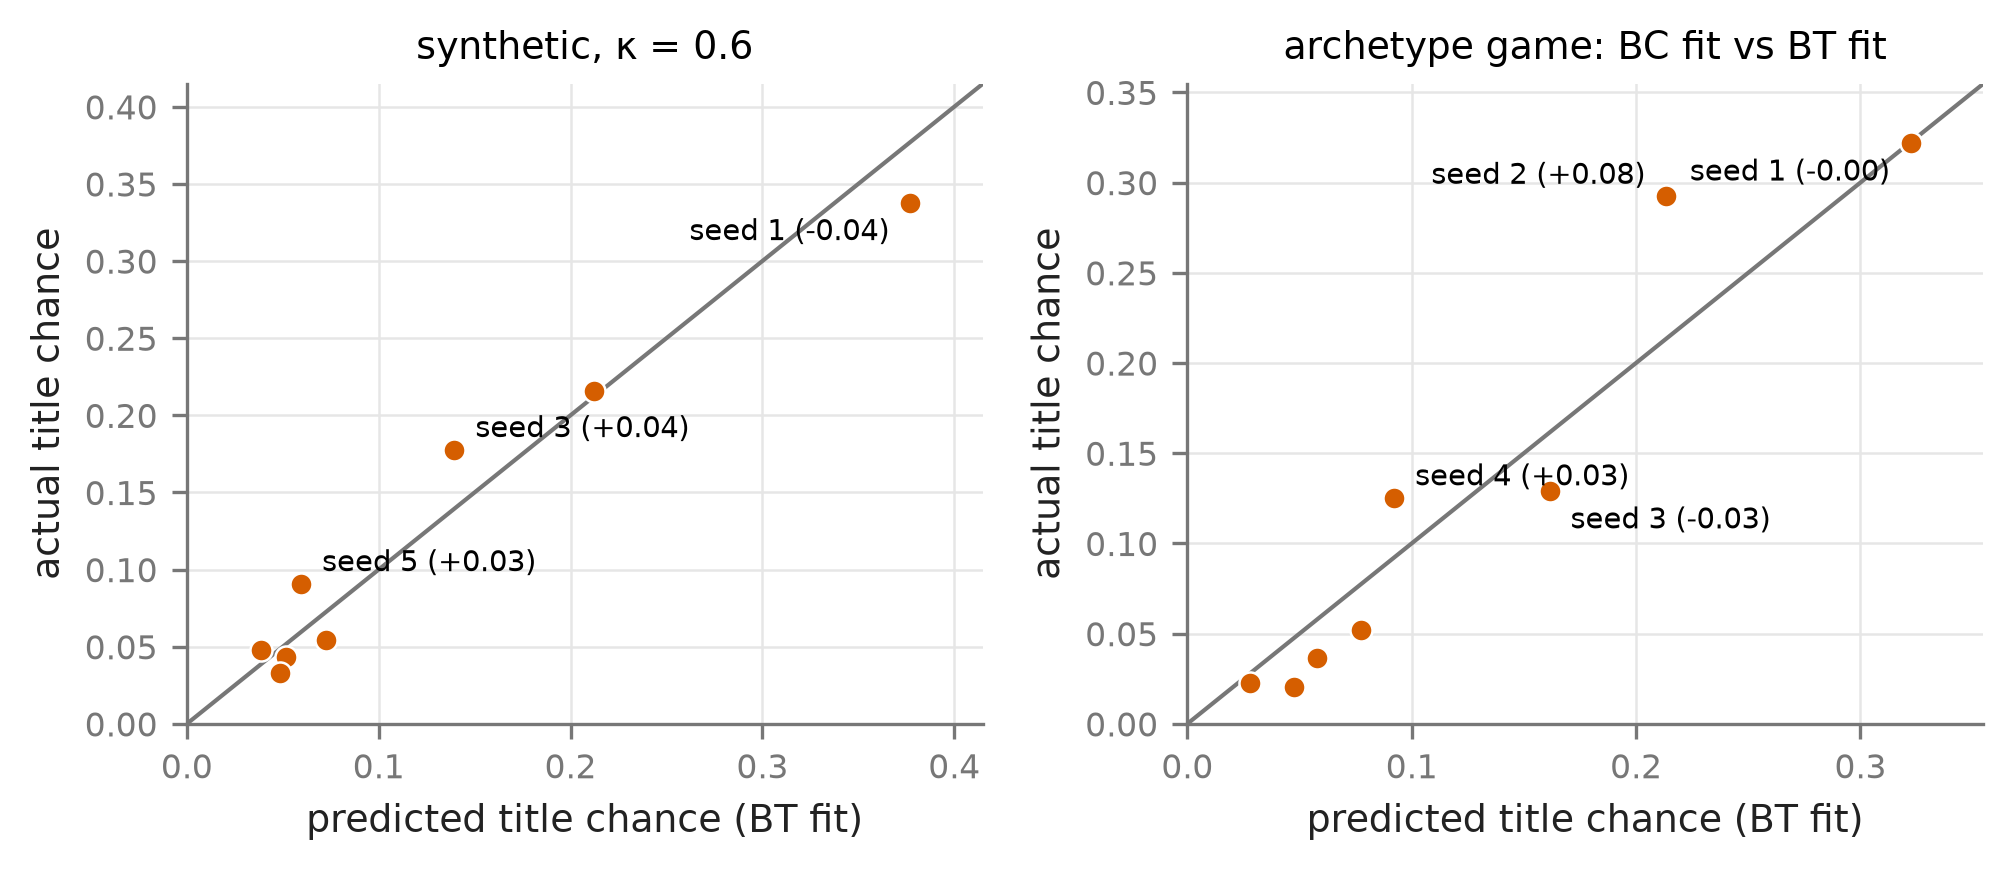 synthetic, κ = 0.6
actual title chance
0.40
0.35
0.30
0.25
0.20
0.15
0.10
0.05
0.00
seed 1 (-0.04)
seed 3 (+0.04)
seed 5 (+0.03)
0.0
0.1
0.2
0.3
0.4
predicted title chance (BT fit)
archetype game: BC fit vs BT fit
actual title chance
0.35
0.30
0.25
0.20
0.15
0.10
0.05
0.00
seed 2 (+0.08)
seed 1 (-0.00)
seed 4 (+0.03)
seed 3 (-0.03)
0.0
0.1
0.2
0.3
predicted title chance (BT fit)